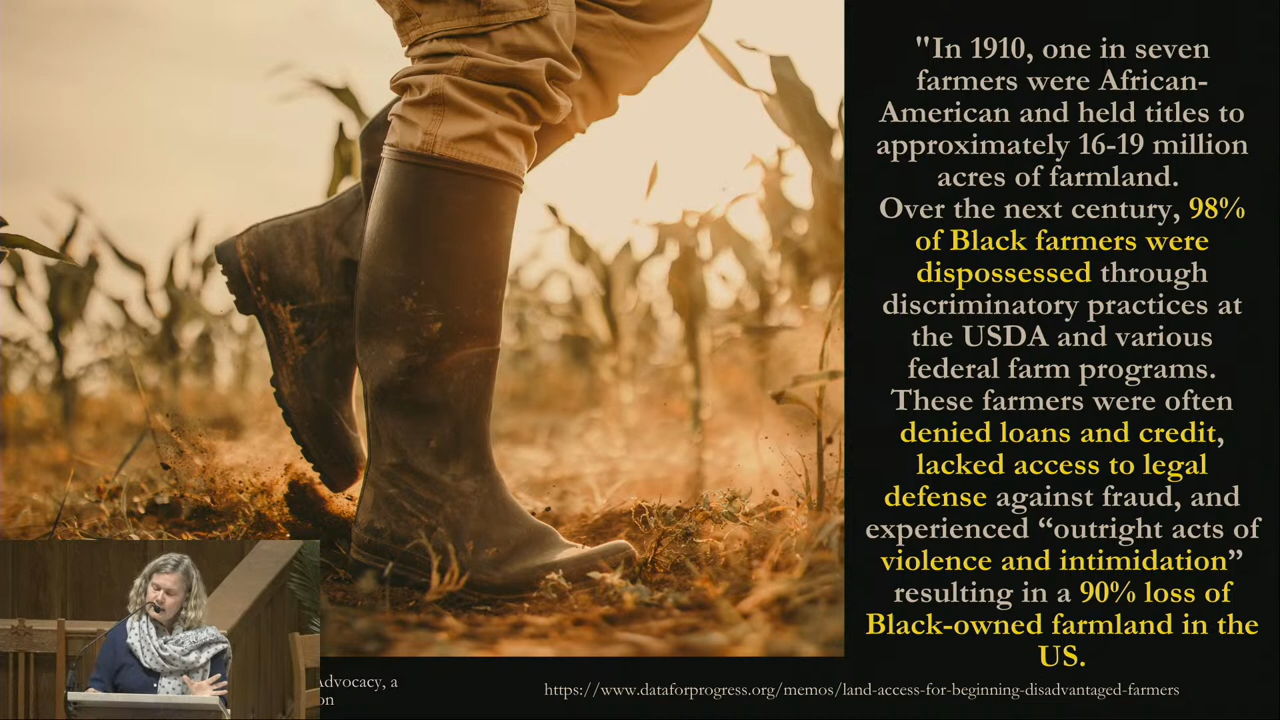 "In 1910, one in seven
farmers were African-
American and held titles to
approximately 16-19 million
acres of farmland.
Over the next century, 98%
of Black farmers were
dispossessed through
discriminatory practices at
the USDA and various
federal farm programs.
These farmers were often
denied loans and credit,
lacked access to legal
defense against fraud, and
experienced “outright acts of
violence and intimidation”
resulting in a 90% loss of
Black-owned farmland in the
US.
Advocacy, a
on
https://www.dataforprogress.org/memos/land-access-for-beginning-disadvantaged-farmers